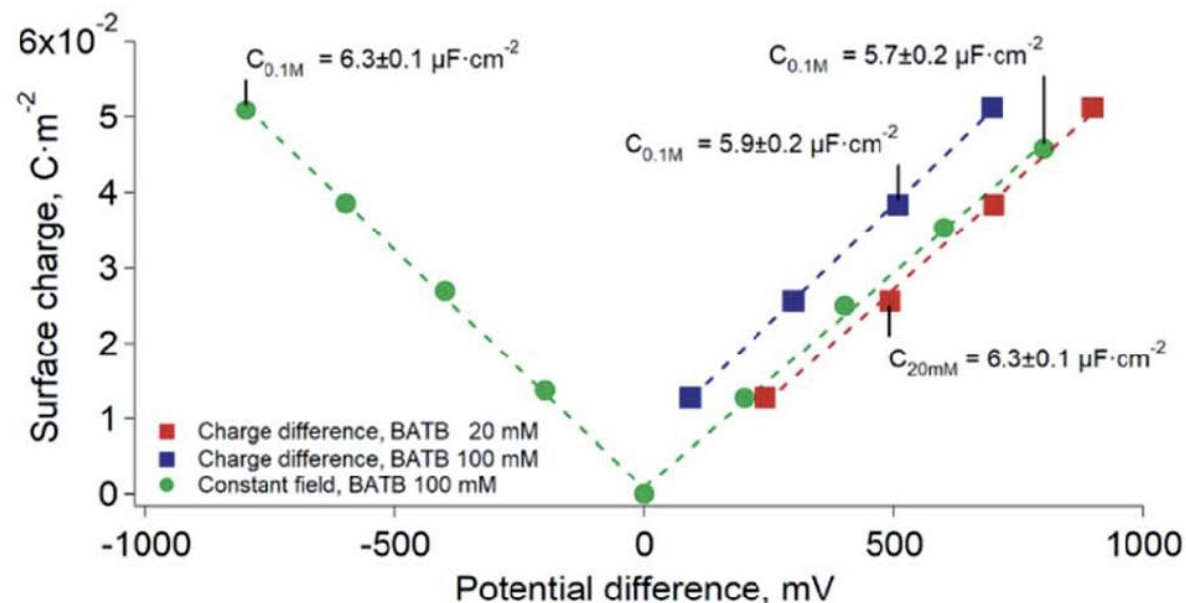 6x10-2
C0.1M = 6.3±0.1 µF·cm-2
C0.1M = 5.7±0.2 µF·cm-2
5
C0.1M = 5.9±0.2 µF·cm-2
4
3
C20mM = 6.3±0.1 µF·cm-2
2
1
0
Surface charge, C·m-2
Charge difference, BATB 20 mM
Charge difference, BATB 100 mM
Constant field, BATB 100 mM
-1000 -500 0 500 1000
Potential difference, mV